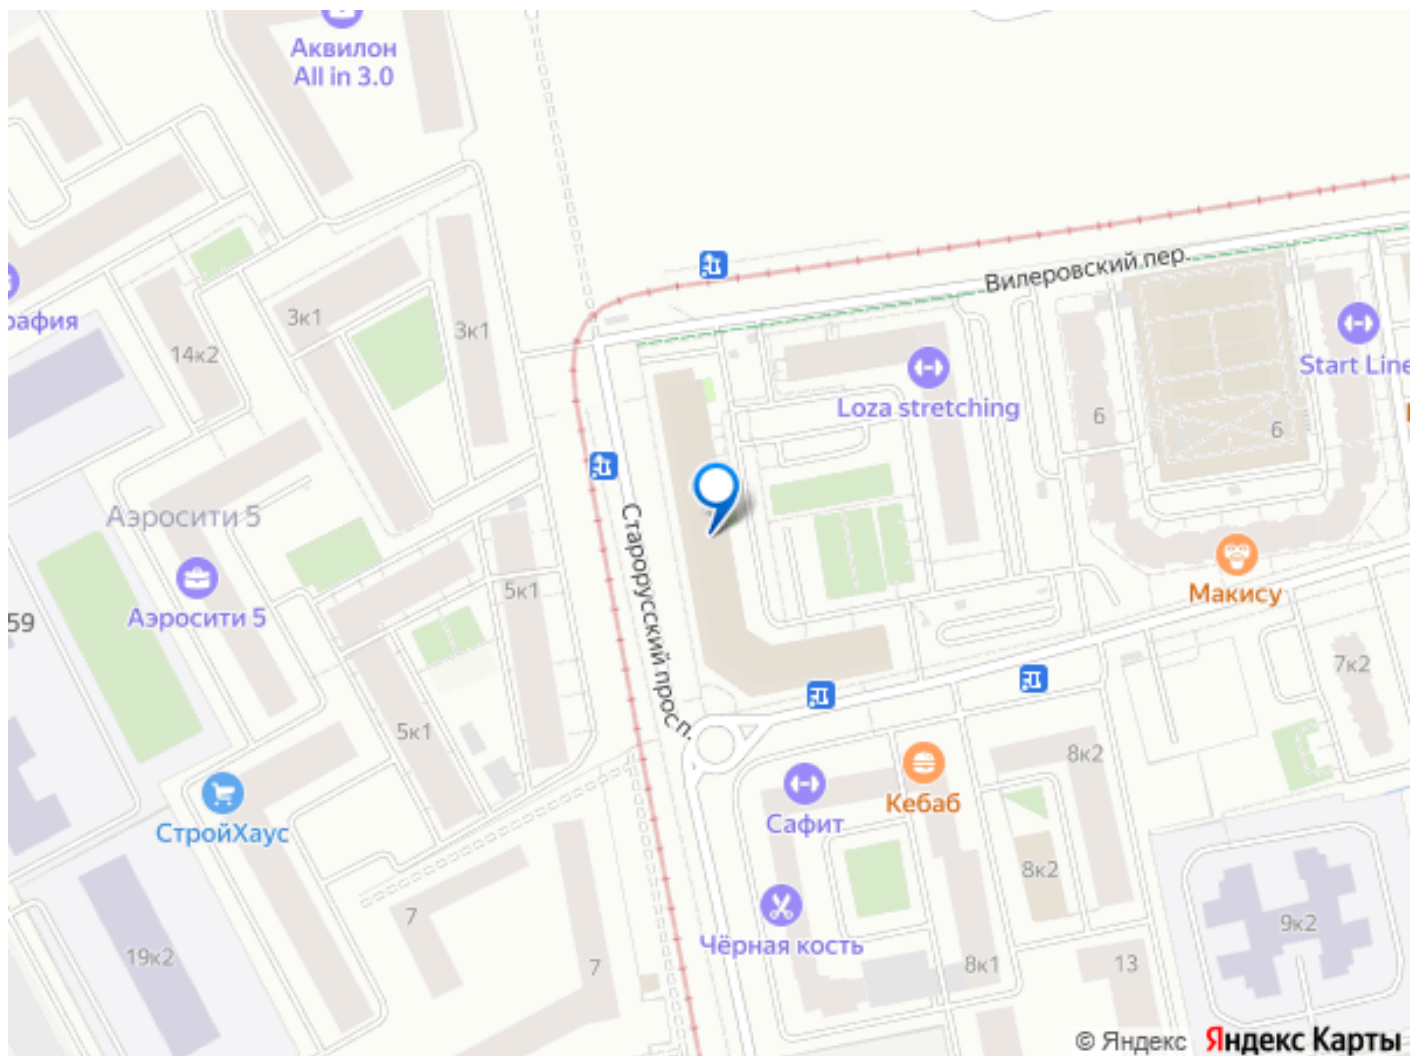 Аквилон
All in 3.0
Вилеровский пер.
рафия
3к1
3к1
14к2
Start Line
Loza stretching
6
6
Аэросити 5
Старорусский просп.
Аэросити 5
5к1
59
Макису
7к2
5к1
8к2
СтройХаус
Сафит
Кебаб
8к2
7
9к2
Чёрная кость
19к2
7
8к1
13
© Яндекс Яндекс Карты